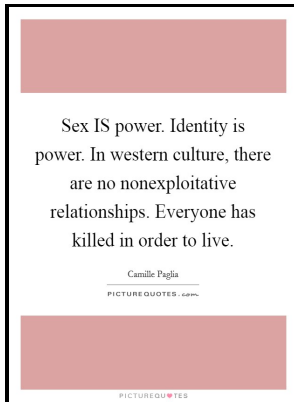 Sex IS power. Identity is
power. In western culture, there
are no nonexploitative
relationships. Everyone has
killed in order to live.
Camille Paglia
PICTUREQUOTES.com
PICTUREQUOTES